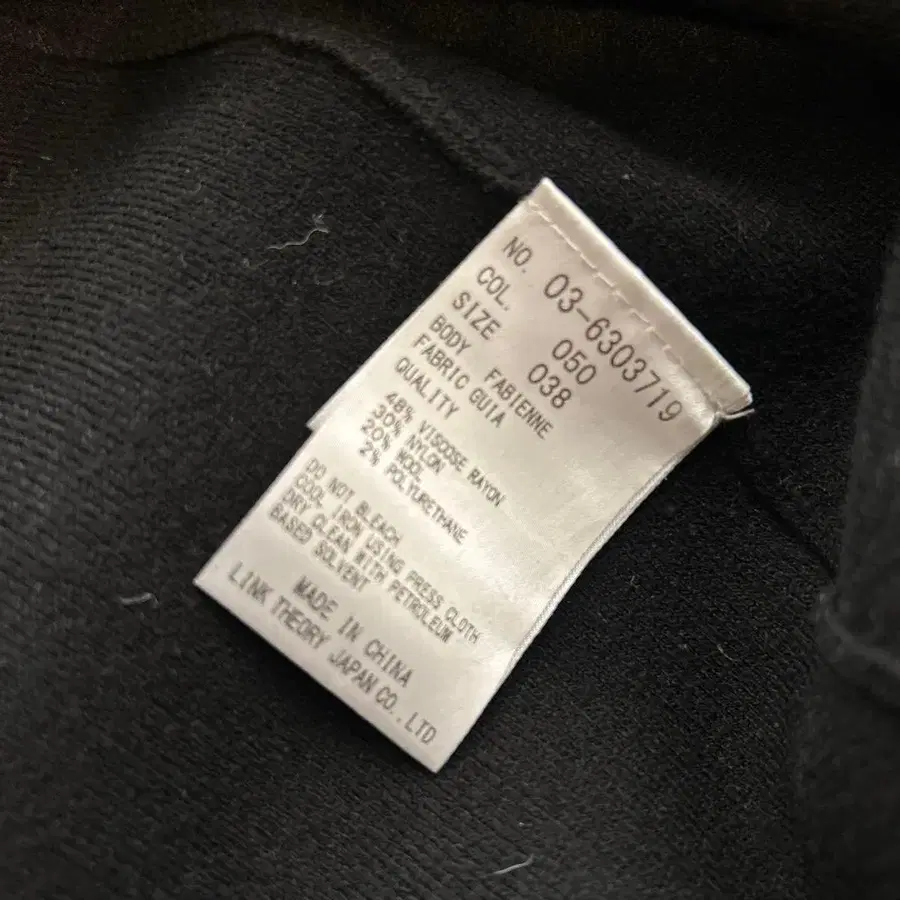 NO. 03-6303719
COL. 050
SIZE 038
BODY FABIENNE
FABRIC GUIA
QUALITY
48% VISCOSE RAYON
30% NYLON
20% WOOL
2% POLYURETHANE
DO NOT BLEACH
COOL IRON USING PRESS CLOTH
DRY CLEAN WITH PETROLEUM
BASED SOLVENT
MADE IN CHINA
LINK THEORY JAPAN CO.,LTD